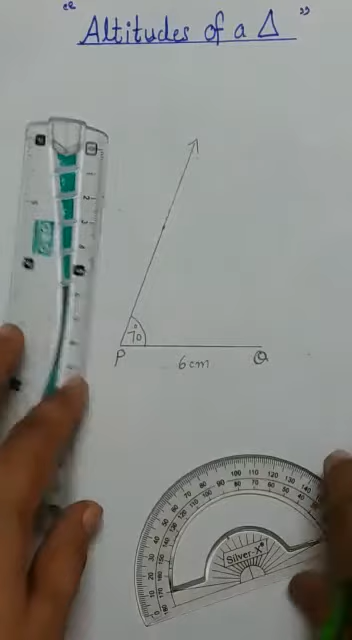 “ Altitudes of a Δ ”
70°
P Q
6cm
Silver-X